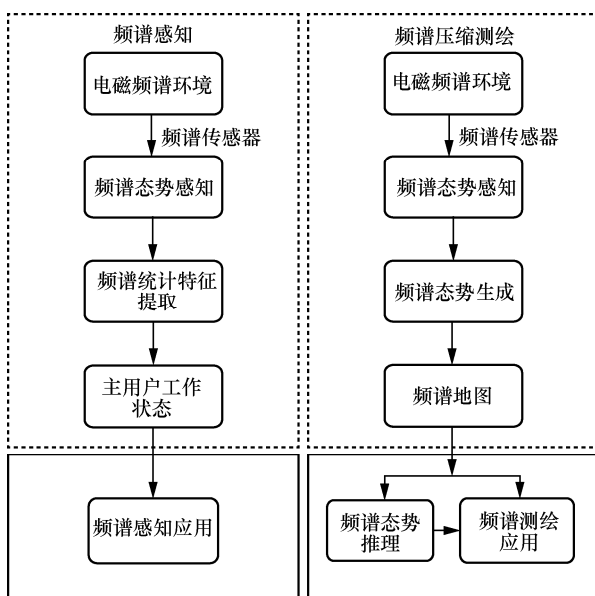 频谱感知
电磁频谱环境
频谱传感器
频谱态势感知
频谱统计特征
提取
主用户工作
状态
频谱感知应用
频谱压缩测绘
电磁频谱环境
频谱传感器
频谱态势感知
频谱态势生成
频谱地图
频谱态势
推理
频谱测绘
应用